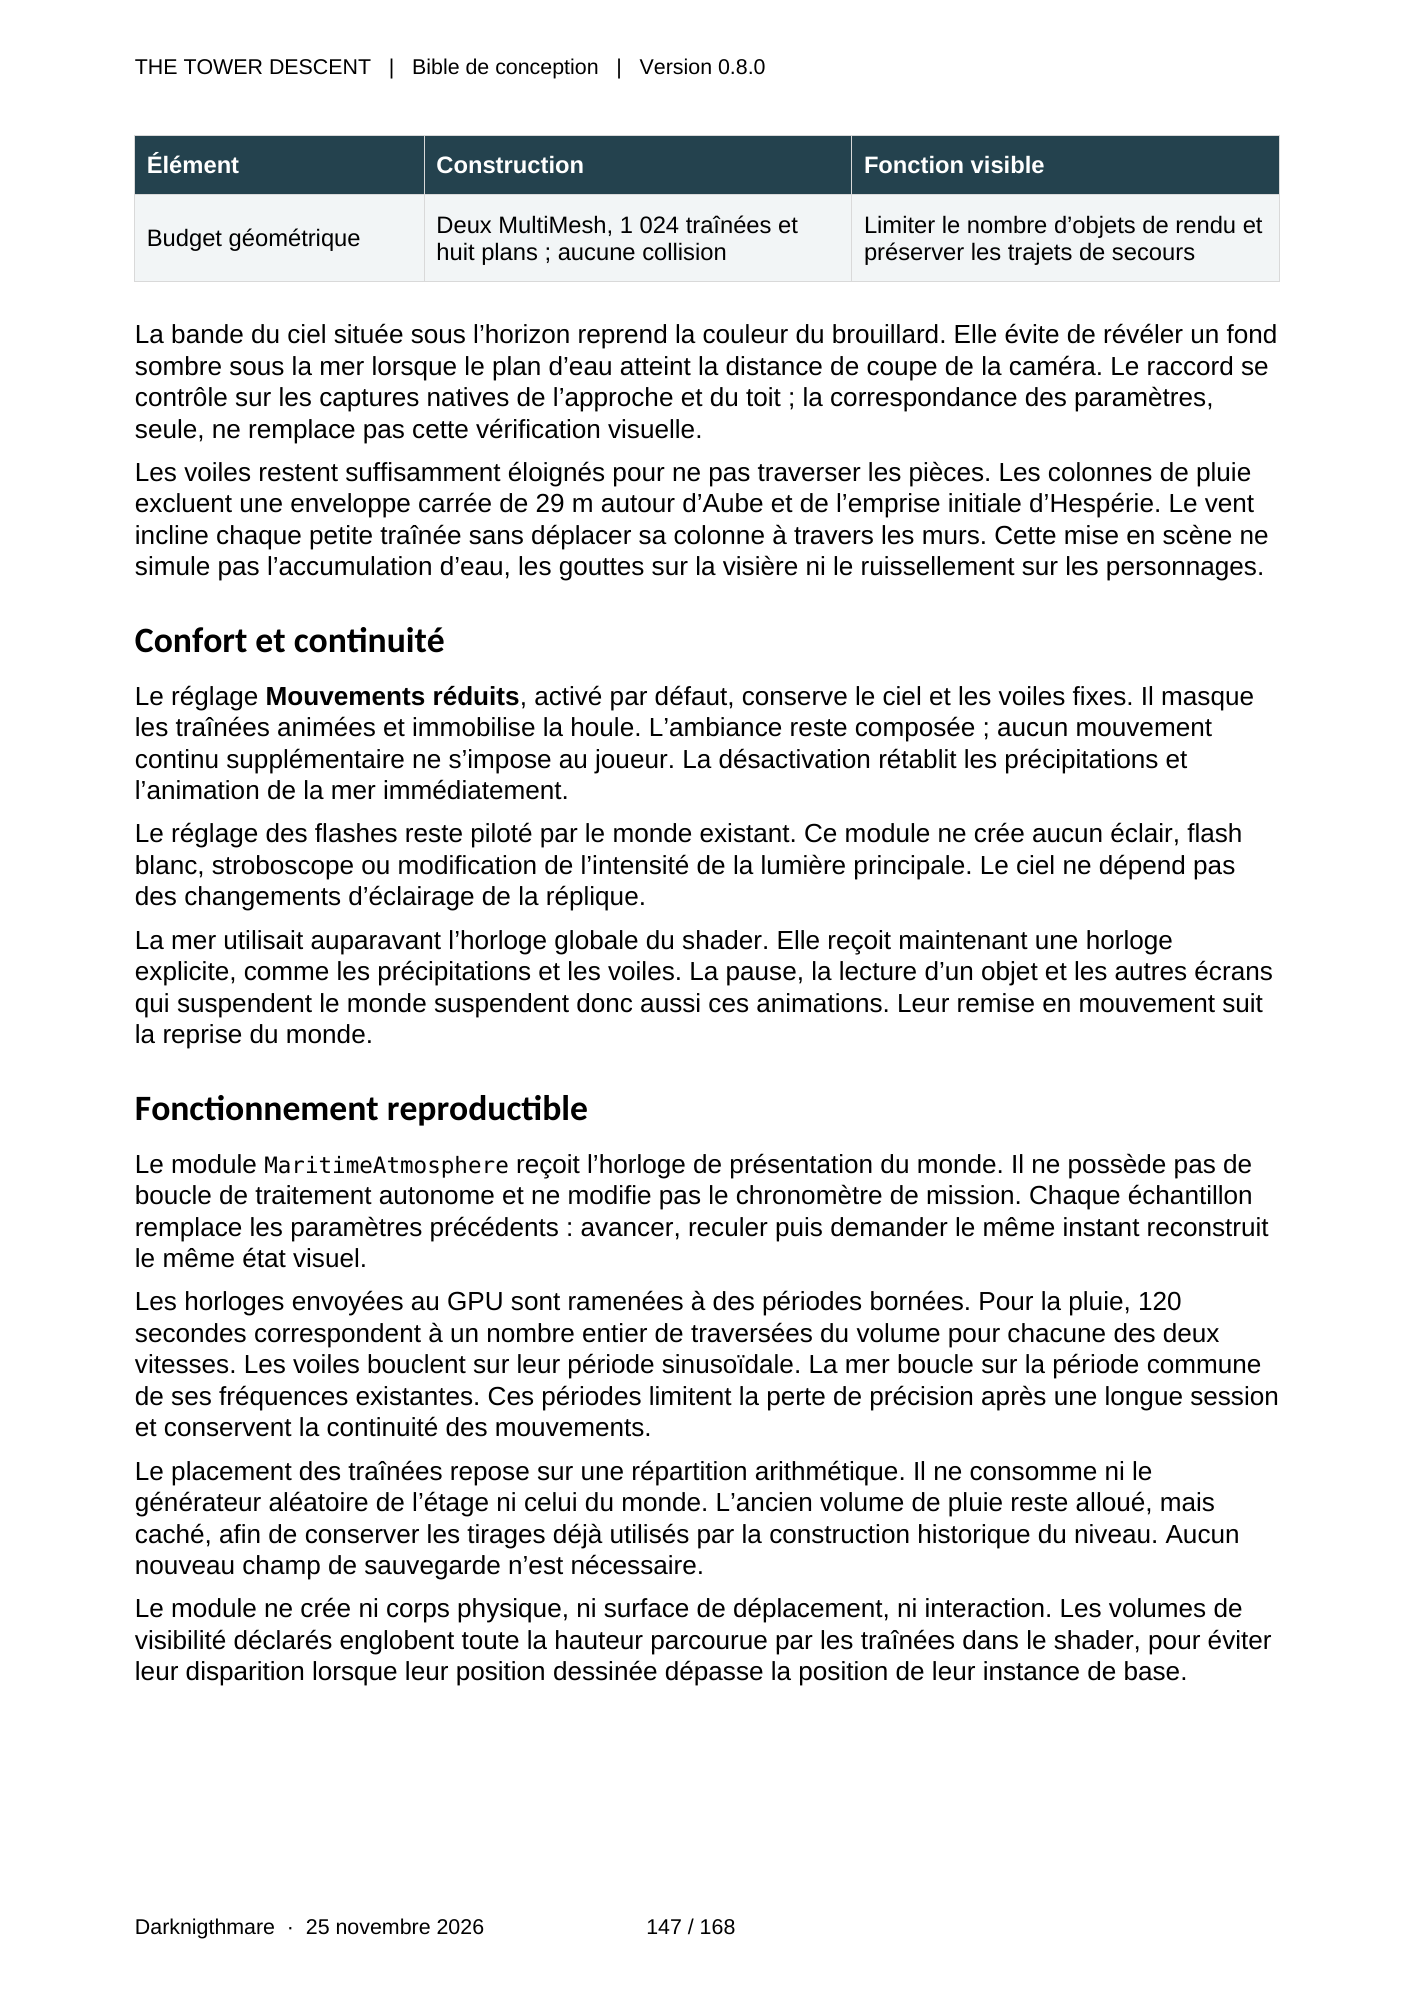 THE TOWER DESCENT | Bible de conception | Version 0.8.0
Élément Construction Fonction visible
Budget géométrique
Deux MultiMesh, 1 024 traînées et
huit plans ; aucune collision
Limiter le nombre d’objets de rendu et
préserver les trajets de secours
La bande du ciel située sous l’horizon reprend la couleur du brouillard. Elle évite de révéler un fond
sombre sous la mer lorsque le plan d’eau atteint la distance de coupe de la caméra. Le raccord se
contrôle sur les captures natives de l’approche et du toit ; la correspondance des paramètres,
seule, ne remplace pas cette vérification visuelle.
Les voiles restent suffisamment éloignés pour ne pas traverser les pièces. Les colonnes de pluie
excluent une enveloppe carrée de 29 m autour d’Aube et de l’emprise initiale d’Hespérie. Le vent
incline chaque petite traînée sans déplacer sa colonne à travers les murs. Cette mise en scène ne
simule pas l’accumulation d’eau, les gouttes sur la visière ni le ruissellement sur les personnages.
Confort et continuité
Le réglage Mouvements réduits, activé par défaut, conserve le ciel et les voiles fixes. Il masque
les traînées animées et immobilise la houle. L’ambiance reste composée ; aucun mouvement
continu supplémentaire ne s’impose au joueur. La désactivation rétablit les précipitations et
l’animation de la mer immédiatement.
Le réglage des flashes reste piloté par le monde existant. Ce module ne crée aucun éclair, flash
blanc, stroboscope ou modification de l’intensité de la lumière principale. Le ciel ne dépend pas
des changements d’éclairage de la réplique.
La mer utilisait auparavant l’horloge globale du shader. Elle reçoit maintenant une horloge
explicite, comme les précipitations et les voiles. La pause, la lecture d’un objet et les autres écrans
qui suspendent le monde suspendent donc aussi ces animations. Leur remise en mouvement suit
la reprise du monde.
Fonctionnement reproductible
Le module MaritimeAtmosphere reçoit l’horloge de présentation du monde. Il ne possède pas de
boucle de traitement autonome et ne modifie pas le chronomètre de mission. Chaque échantillon
remplace les paramètres précédents : avancer, reculer puis demander le même instant reconstruit
le même état visuel.
Les horloges envoyées au GPU sont ramenées à des périodes bornées. Pour la pluie, 120
secondes correspondent à un nombre entier de traversées du volume pour chacune des deux
vitesses. Les voiles bouclent sur leur période sinusoïdale. La mer boucle sur la période commune
de ses fréquences existantes. Ces périodes limitent la perte de précision après une longue session
et conservent la continuité des mouvements.
Le placement des traînées repose sur une répartition arithmétique. Il ne consomme ni le
générateur aléatoire de l’étage ni celui du monde. L’ancien volume de pluie reste alloué, mais
caché, afin de conserver les tirages déjà utilisés par la construction historique du niveau. Aucun
nouveau champ de sauvegarde n’est nécessaire.
Le module ne crée ni corps physique, ni surface de déplacement, ni interaction. Les volumes de
visibilité déclarés englobent toute la hauteur parcourue par les traînées dans le shader, pour éviter
leur disparition lorsque leur position dessinée dépasse la position de leur instance de base.
Darknigthmare · 25 novembre 2026 147 / 168